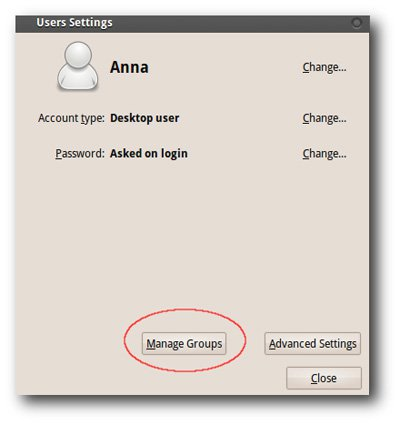 Users Settings
Anna Change...
Account type: Desktop user Change...
Password: Asked on login Change...
Manage Groups Advanced Settings
Close